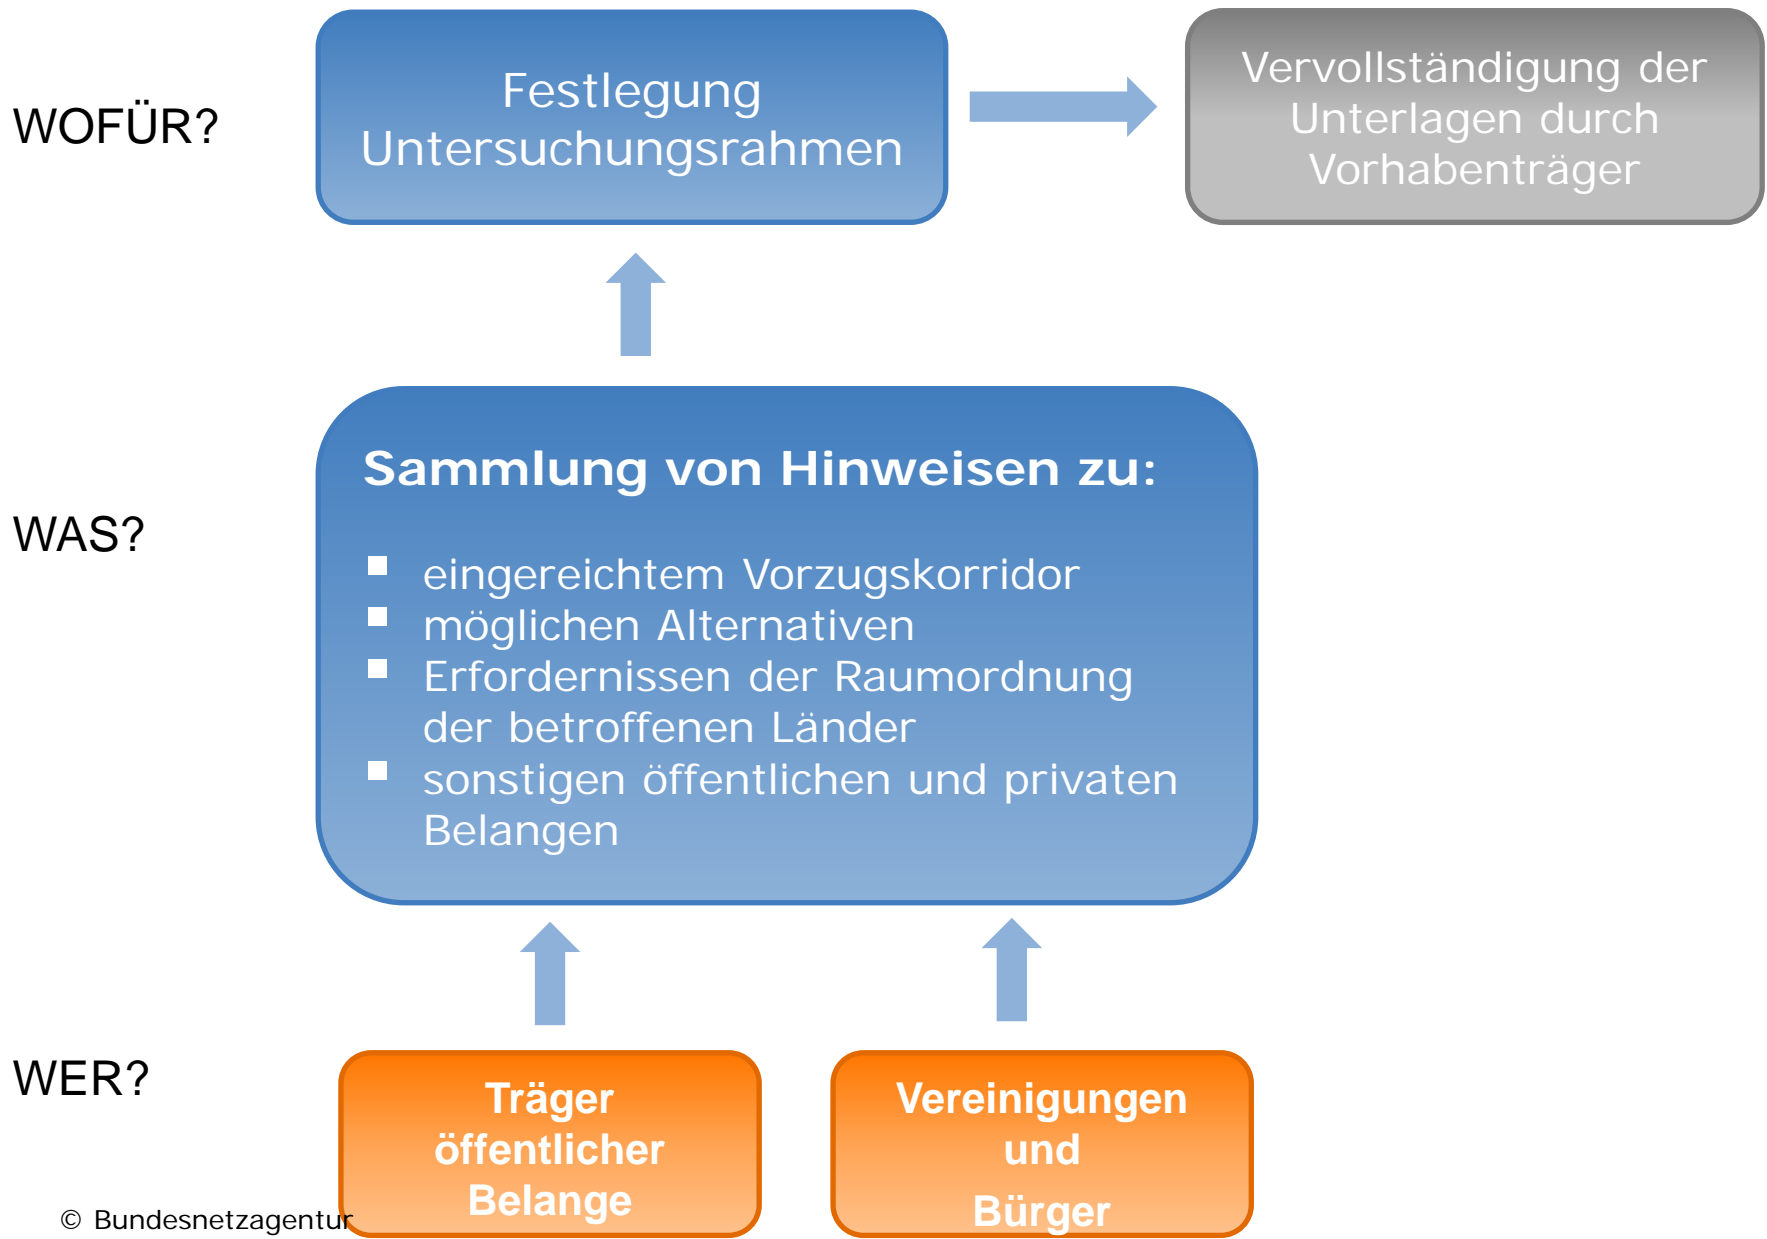 WOFÜR?
Festlegung
Untersuchungsrahmen
Vervollständigung der
Unterlagen durch
Vorhabenträger
WAS?
Sammlung von Hinweisen zu:
▪ eingereichtem Vorzugskorridor
▪ möglichen Alternativen
▪ Erfordernissen der Raumordnung
der betroffenen Länder
▪ sonstigen öffentlichen und privaten
Belangen
WER?
Träger
öffentlicher
Belange
Vereinigungen
und
Bürger
© Bundesnetzagentur